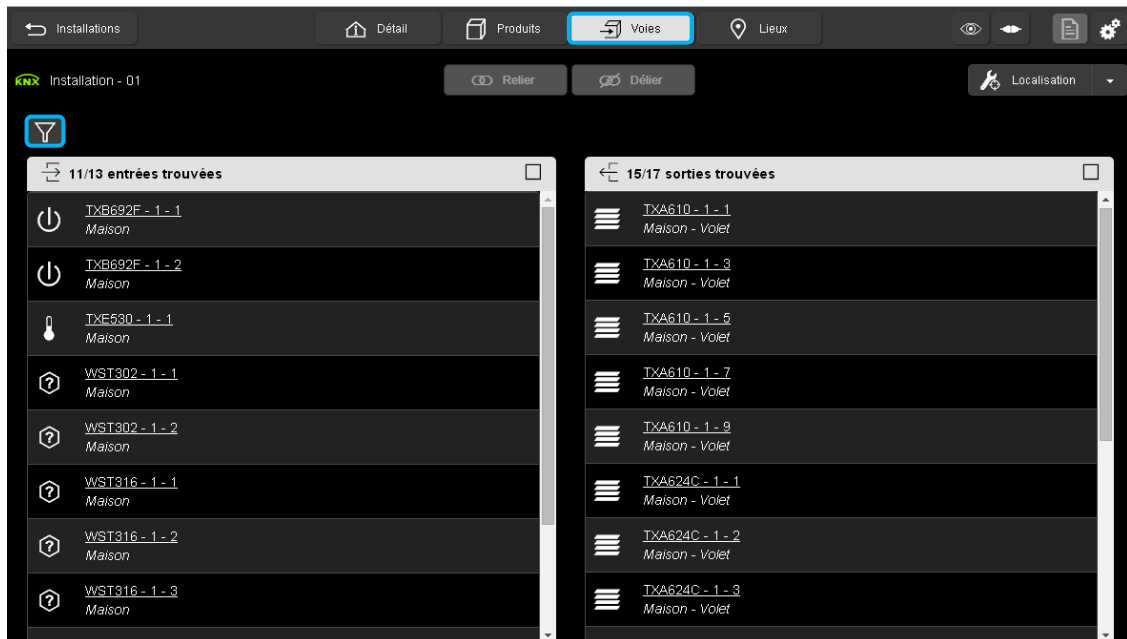 Installations
Détail
Produits
Voies
Lieux
KNX Installation - 01
Relier
Délier
Localisation
11/13 entrées trouvées
TXB692F - 1 - 1
Maison
TXB692F - 1 - 2
Maison
TXE530 - 1 - 1
Maison
WST302 - 1 - 1
Maison
WST302 - 1 - 2
Maison
WST316 - 1 - 1
Maison
WST316 - 1 - 2
Maison
WST316 - 1 - 3
Maison
15/17 sorties trouvées
TXA610 - 1 - 1
Maison - Volet
TXA610 - 1 - 3
Maison - Volet
TXA610 - 1 - 5
Maison - Volet
TXA610 - 1 - 7
Maison - Volet
TXA610 - 1 - 9
Maison - Volet
TXA624C - 1 - 1
Maison - Volet
TXA624C - 1 - 2
Maison - Volet
TXA624C - 1 - 3
Maison - Volet